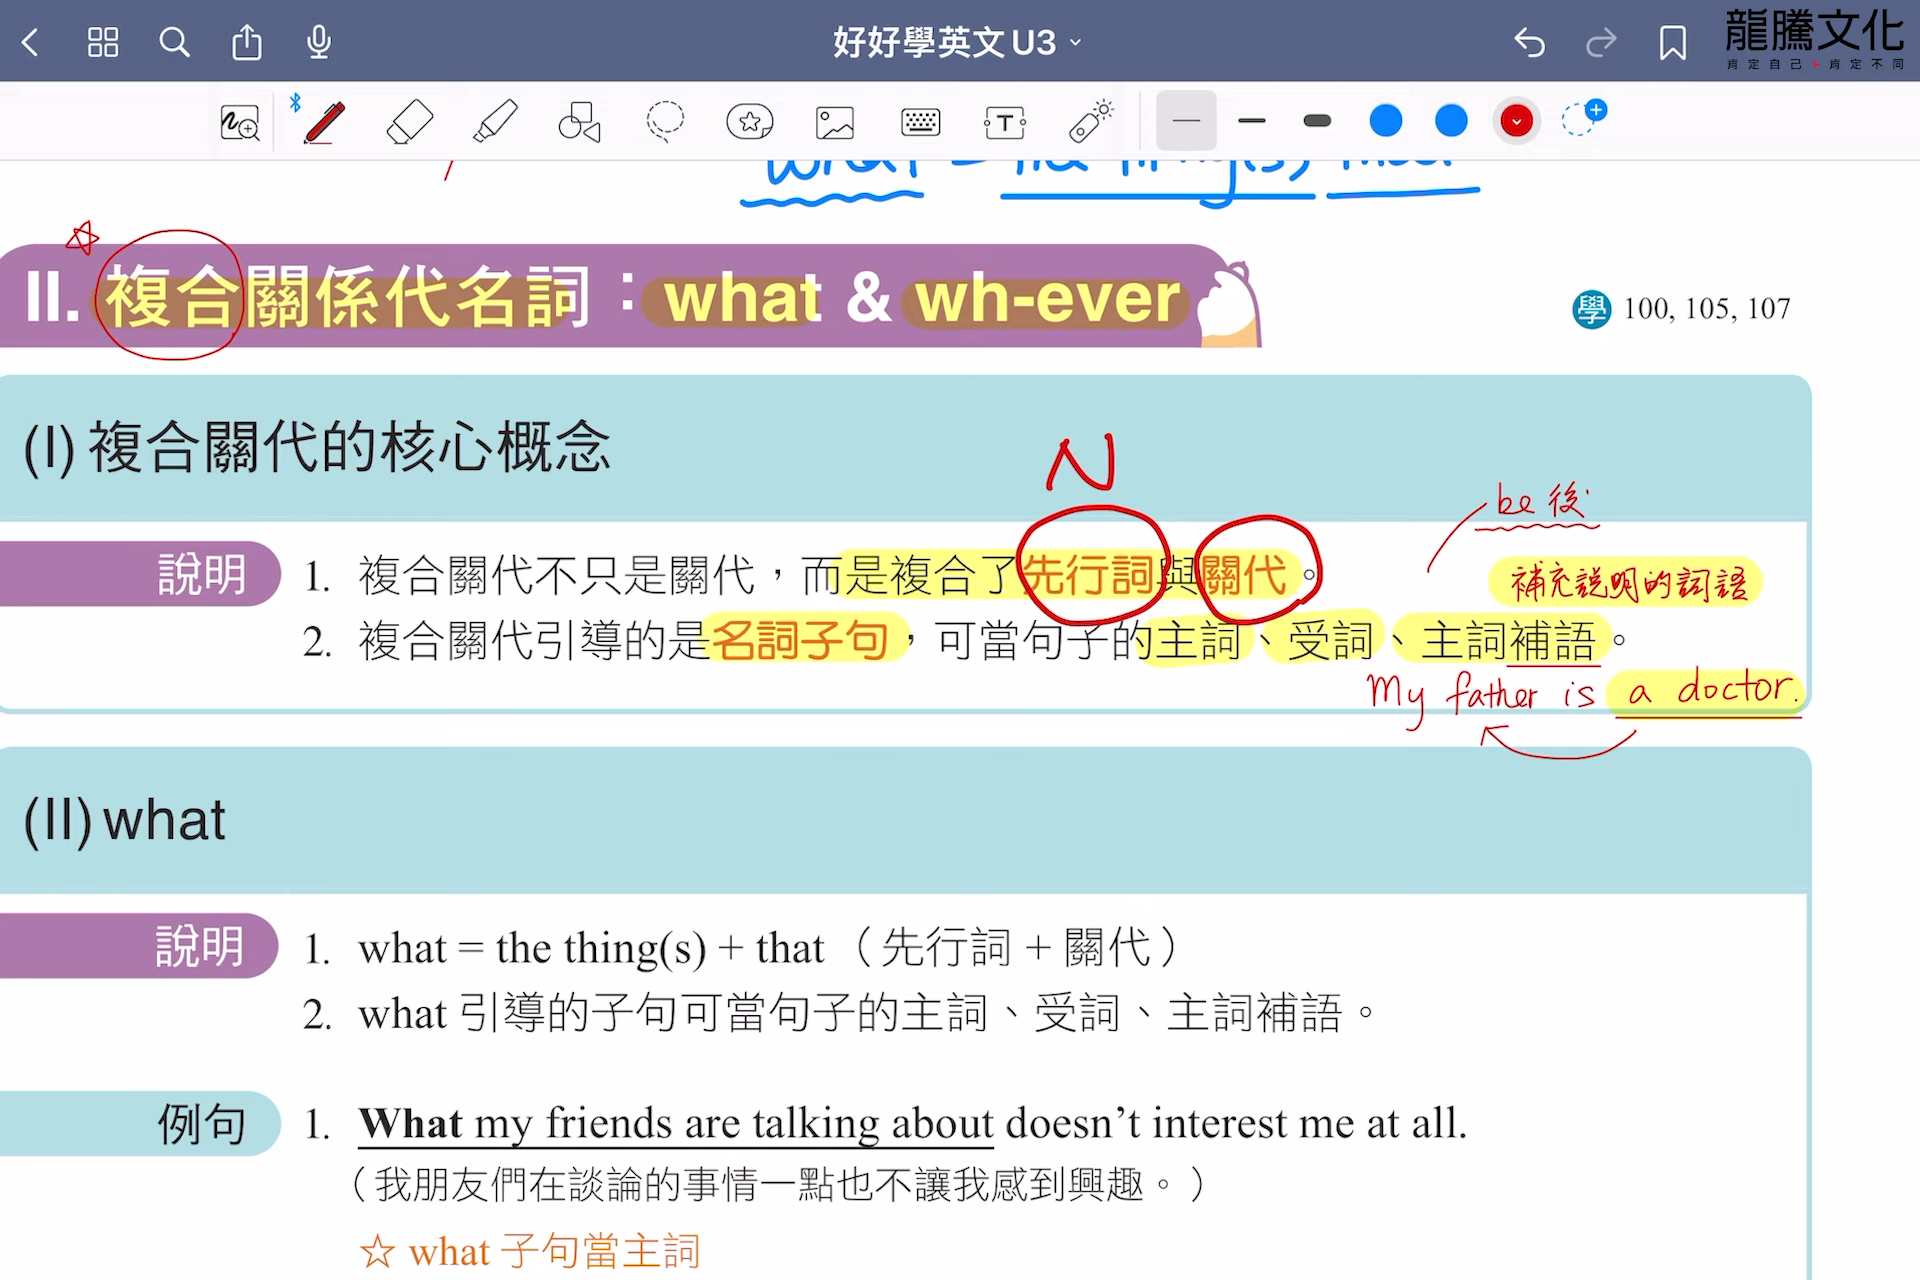 好好學英文 U3
龍騰文化
肯定自己 肯定不同
what = the thing(s) that
II. 複合關係代名詞：what & wh-ever
學 100, 105, 107
(I) 複合關代的核心概念
N
be 後
說明 1. 複合關代不只是關代，而是複合了先行詞與關代。
補充說明的詞語
2. 複合關代引導的是名詞子句，可當句子的主詞、受詞、主詞補語。
My father is a doctor.
(II) what
說明 1. what = the thing(s) + that （先行詞 + 關代）
2. what 引導的子句可當句子的主詞、受詞、主詞補語。
例句 1. What my friends are talking about doesn’t interest me at all.
（我朋友們在談論的事情一點也不讓我感到興趣。）
☆ what 子句當主詞